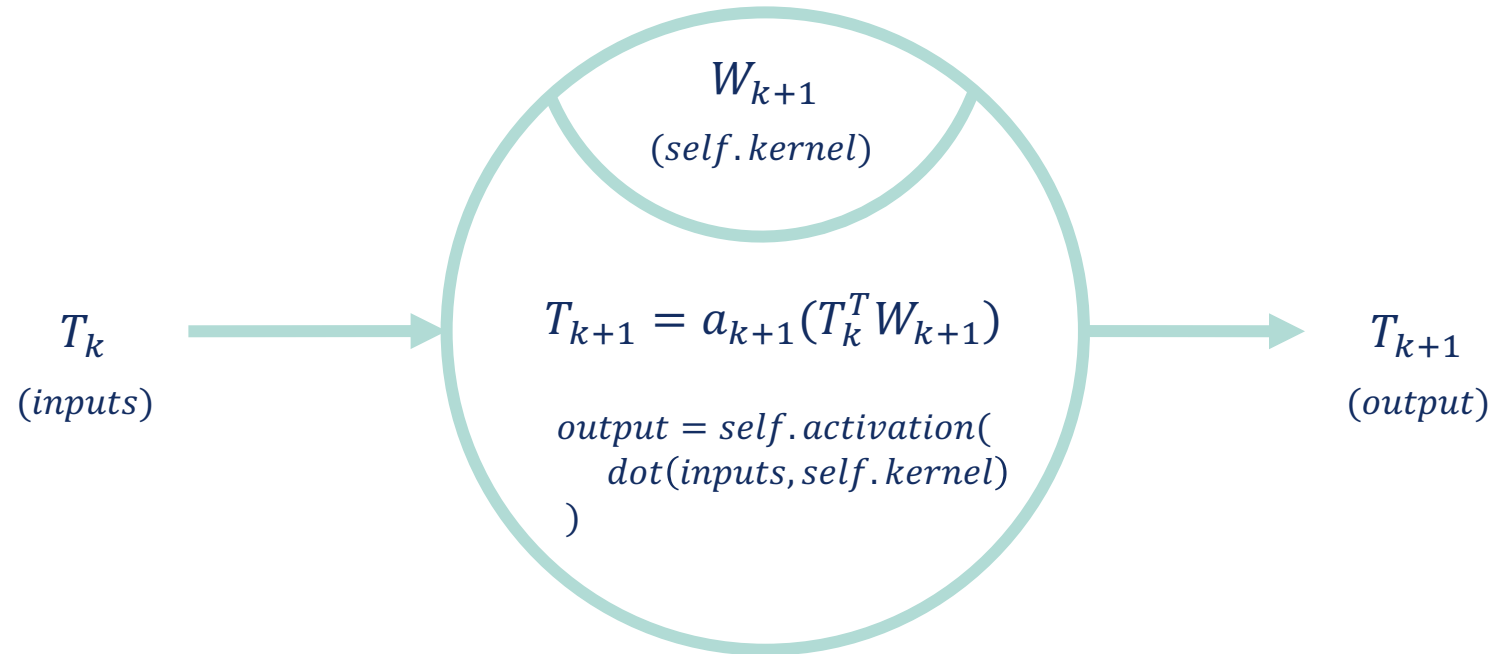 W_{k+1}
(self.kernel)
T_k
(inputs)
T_{k+1} = a_{k+1}(T_k^T W_{k+1})
output = self.activation(
dot(inputs, self.kernel)
)
T_{k+1}
(output)